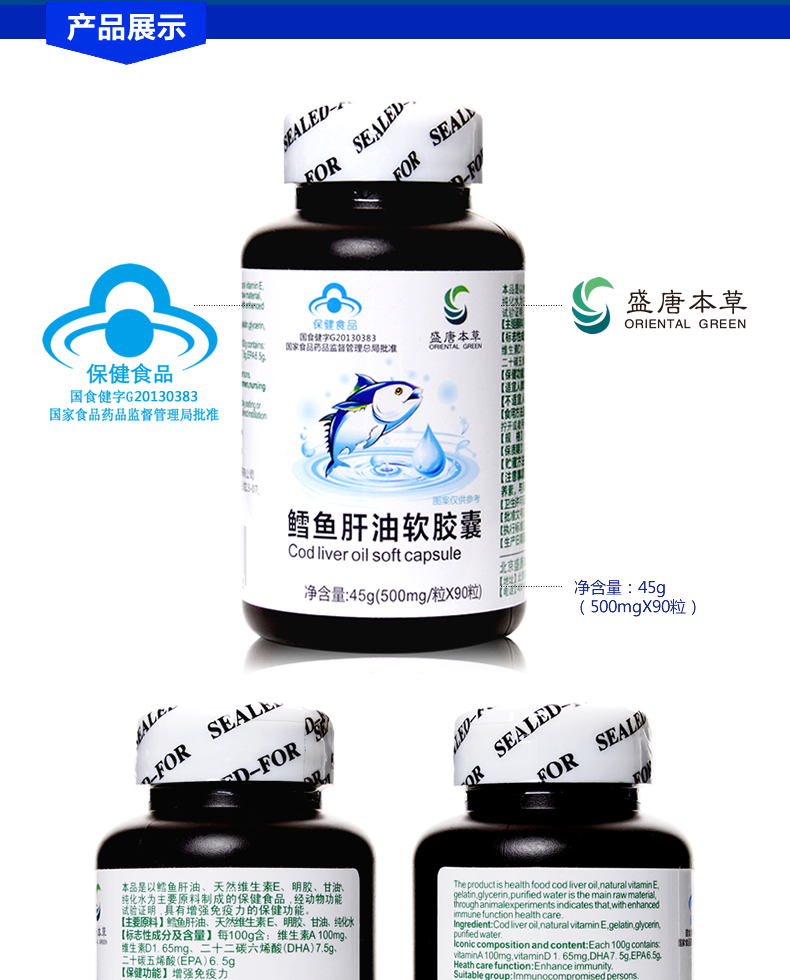 产品展示
SEALED-FOR
SEALED-FOR
SEALED-FOR
保健食品
国食健字G20130383
国家食品药品监督管理局批准
盛唐本草
ORIENTAL GREEN
保健食品
国食健字G20130383
国家食品药品监督管理总局批准
盛唐本草
ORIENTAL GREEN
图案仅供参考
鳕鱼肝油软胶囊
Cod liver oil soft capsule
净含量:45g(500mg/粒X90粒)
净含量：45g
（500mgX90粒）
SEALED-FOR
SEALED-FOR
本品是以鳕鱼肝油、天然维生素E、明胶、甘油、
纯化水为主要原料制成的保健食品,经动物功能
试验证明,具有增强免疫力的保健功能。
【主要原料】鳕鱼肝油、天然维生素E、明胶、甘油、纯化水
【标志性成分及含量】每100g含：维生素A 100mg、
维生素D1.65mg、二十二碳六烯酸(DHA)7.5g、
二十碳五烯酸(EPA)6.5g
【保健功能】增强免疫力
The product is health food cod liver oil,natural vitamin E,
gelatin,glycerin,purified water is the main raw material,
through animal experiments indicates that,with enhanced
immune function health care.
Ingredient:Cod liver oil,natural vitamin E,gelatin,glycerin,
purified water.
Iconic composition and content:Each 100g contains:
vitaminA100mg,vitaminD 1.65mg,DHA7.5g,EPA6.5g.
Heath care function:Enhance immunity.
Suitable group:Immunocompromised persons.